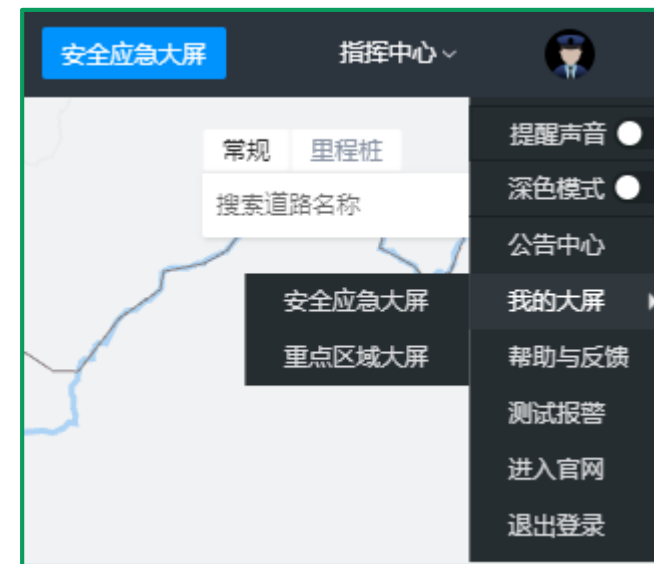 安全应急大屏 指挥中心
常规 里程桩
搜索道路名称
提醒声音
深色模式
公告中心
我的大屏
安全应急大屏
重点区域大屏
帮助与反馈
测试报警
进入官网
退出登录